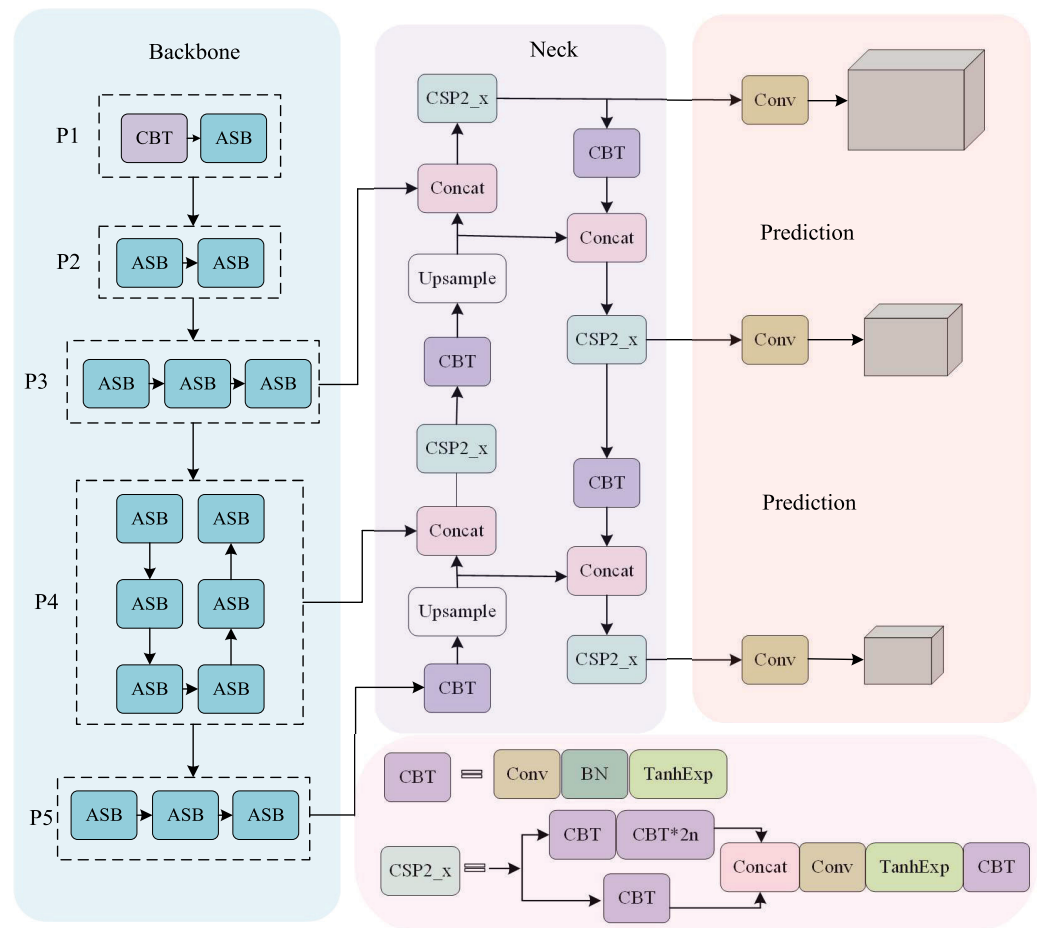 Backbone
P1
CBT
ASB
P2
ASB
ASB
P3
ASB
ASB
ASB
P4
ASB
ASB
ASB
ASB
ASB
ASB
P5
ASB
ASB
ASB
Neck
CSP2_x
CBT
Concat
Concat
Upsample
CSP2_x
CBT
CSP2_x
CBT
Concat
Concat
Upsample
CSP2_x
CBT
Conv
Prediction
Conv
Prediction
Conv
CBT = Conv BN TanhExp
CBT CBT*2n
CSP2_x = Concat Conv TanhExp CBT
CBT